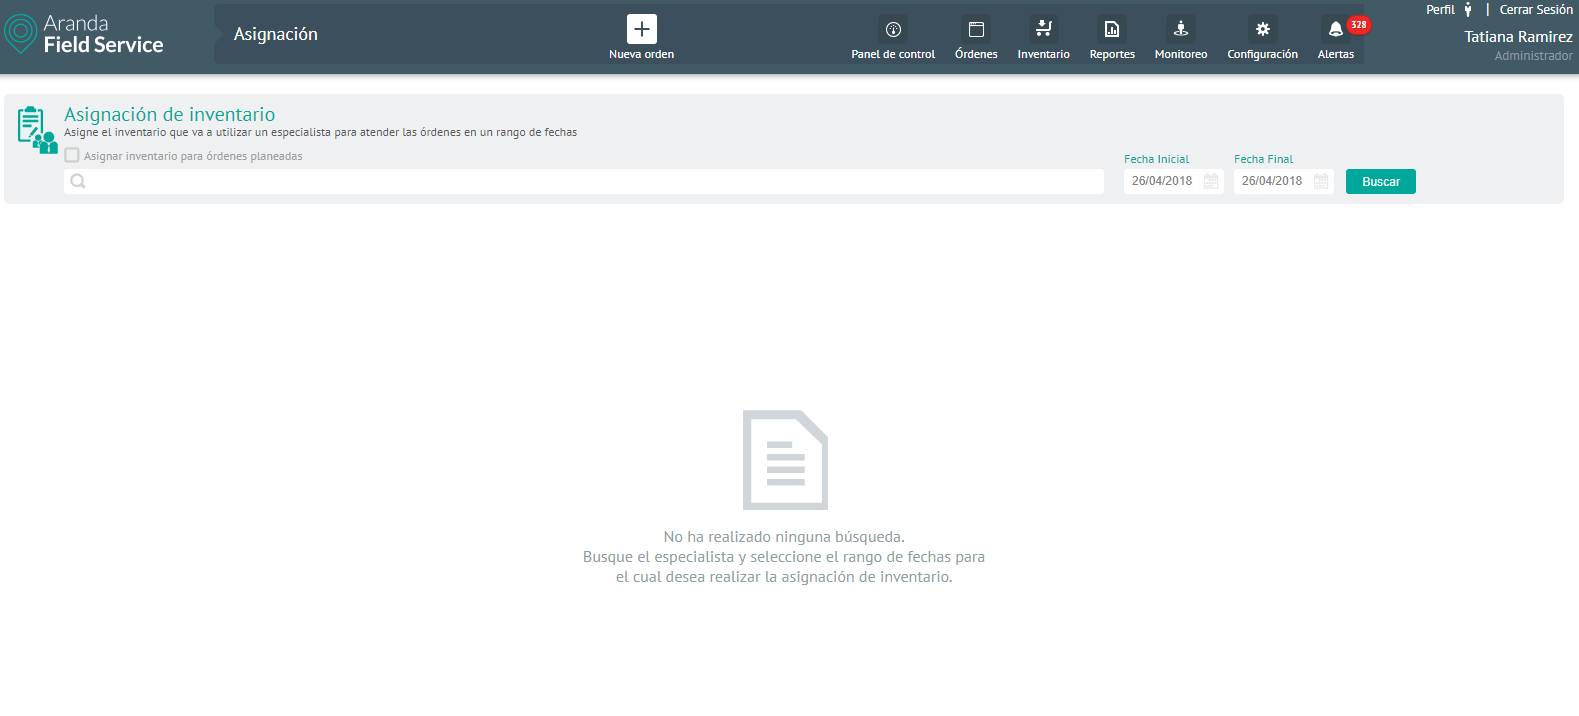 Aranda
Field Service
Asignación
Nueva orden
Panel de control
Órdenes
Inventario
Reportes
Monitoreo
Configuración
Alertas
328
Perfil | Cerrar Sesión
Tatiana Ramirez
Administrador
Asignación de inventario
Asigne el inventario que va a utilizar un especialista para atender las órdenes en un rango de fechas
Asignar inventario para órdenes planeadas
Fecha Inicial
Fecha Final
26/04/2018
26/04/2018
Buscar
No ha realizado ninguna búsqueda.
Busque el especialista y seleccione el rango de fechas para
el cual desea realizar la asignación de inventario.